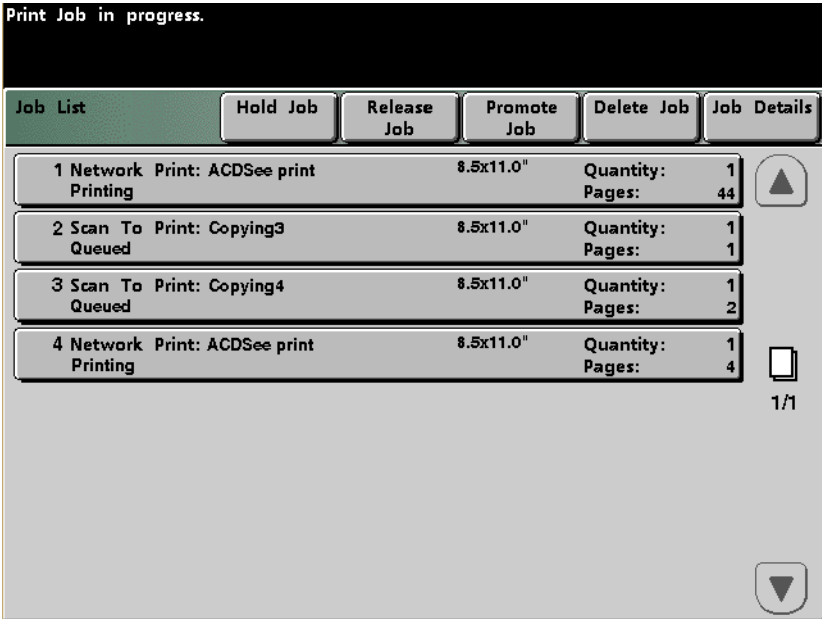 Print Job in progress.
Job List
Hold Job
Release
Job
Promote
Job
Delete Job
Job Details
1 Network Print: ACDSee print 8.5x11.0" Quantity: 1
Printing Pages: 44
2 Scan To Print: Copying3 8.5x11.0" Quantity: 1
Queued Pages: 1
3 Scan To Print: Copying4 8.5x11.0" Quantity: 1
Queued Pages: 2
4 Network Print: ACDSee print 8.5x11.0" Quantity: 1
Printing Pages: 4
1/1